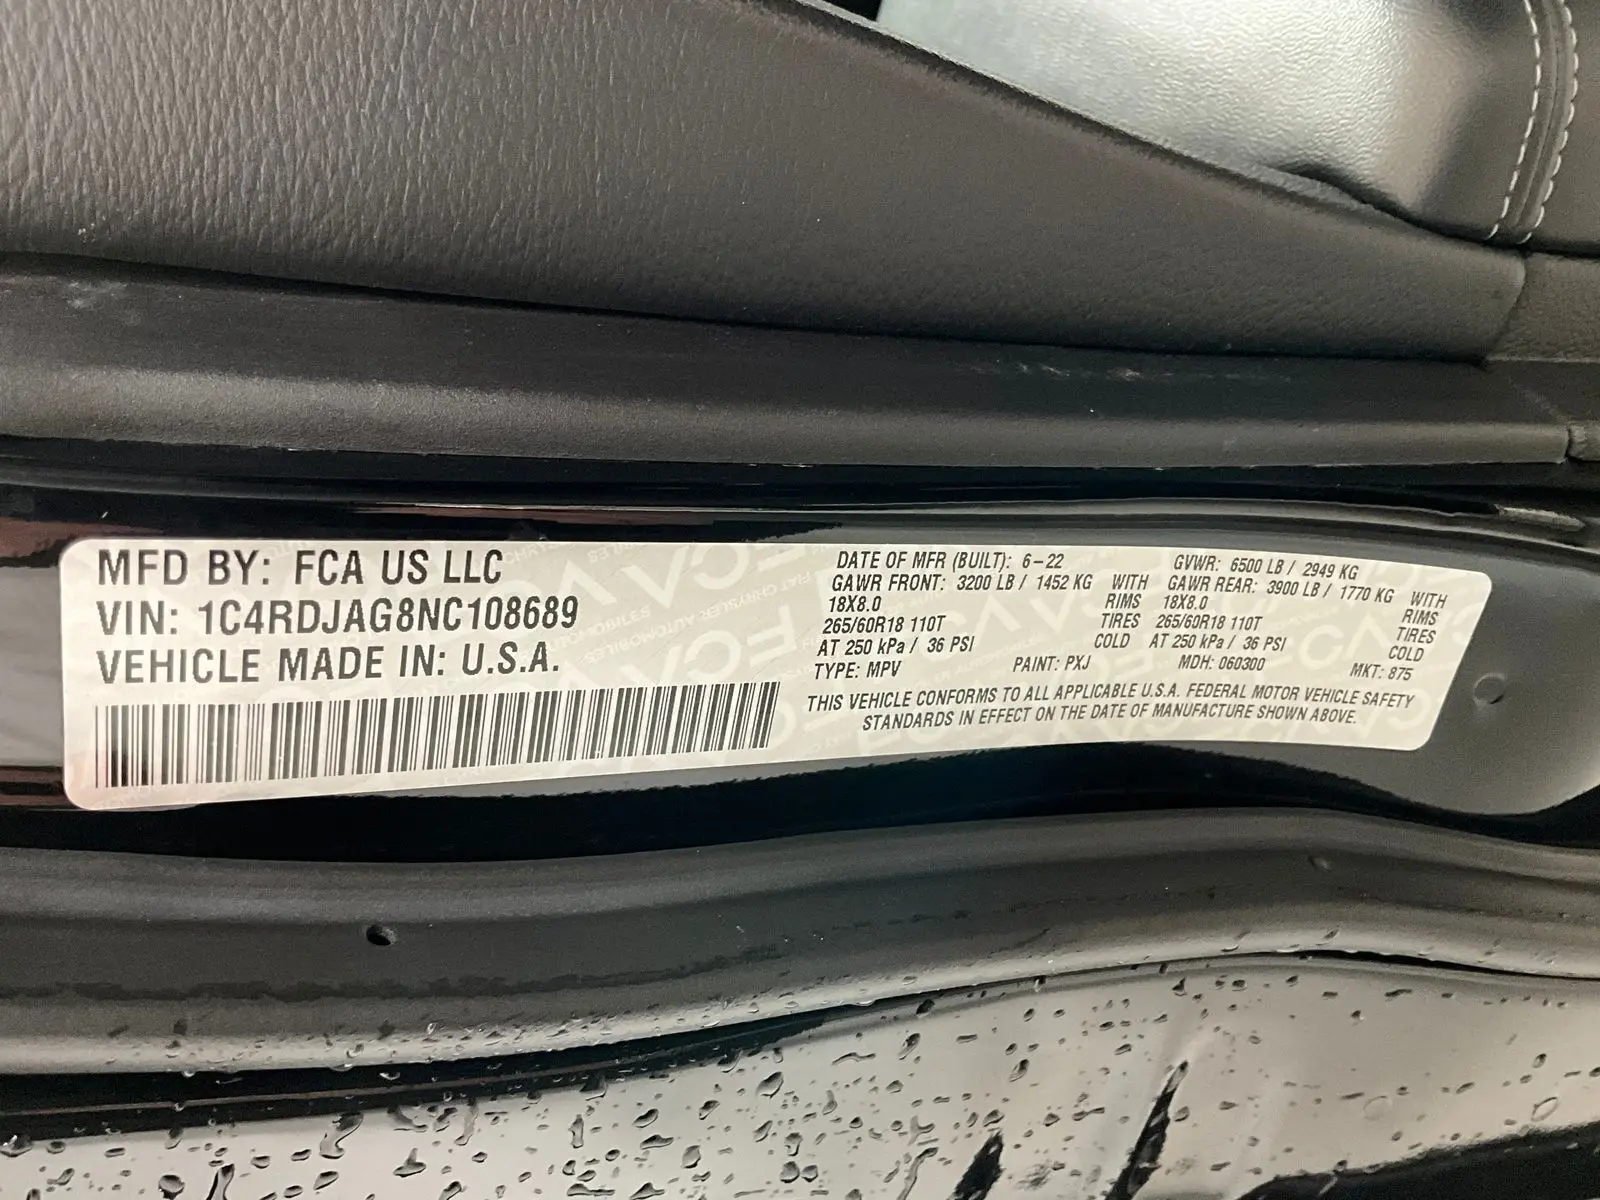 MFD BY: FCA US LLC
VIN: 1C4RDJAG8NC108689
VEHICLE MADE IN: U.S.A.
DATE OF MFR (BUILT): 6-22 GVWR: 6500 LB / 2949 KG
GAWR FRONT: 3200 LB / 1452 KG WITH GAWR REAR: 3900 LB / 1770 KG WITH
18X8.0 RIMS 18X8.0 RIMS
265/60R18 110T TIRES 265/60R18 110T TIRES
AT 250 kPa / 36 PSI COLD AT 250 kPa / 36 PSI COLD
TYPE: MPV PAINT: PXJ MDH: 060300 MKT: 875
THIS VEHICLE CONFORMS TO ALL APPLICABLE U.S.A. FEDERAL MOTOR VEHICLE SAFETY
STANDARDS IN EFFECT ON THE DATE OF MANUFACTURE SHOWN ABOVE.